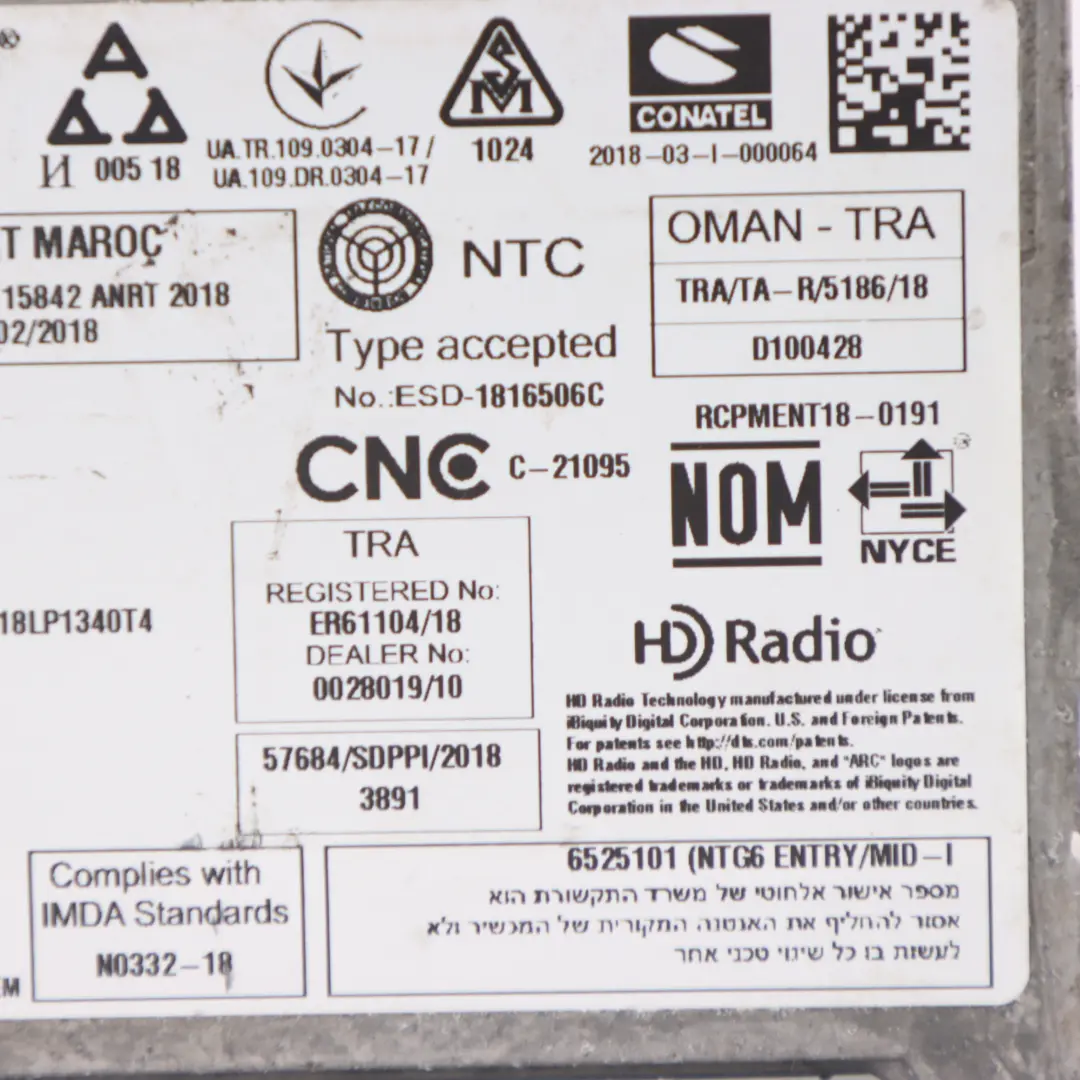 ®
И 005 18
UA.TR.109.0304-17 /
UA.109.DR.0304-17
SM
1024
CONATEL
2018-03-I-000064
T MAROC
15842 ANRT 2018
02/2018
NTC
Type accepted
No.:ESD-1816506C
OMAN - TRA
TRA/TA-R/5186/18
D100428
CNC C-21095
RCPMENT18-0191
NOM
NYCE
18LP1340T4
TRA
REGISTERED No:
ER61104/18
DEALER No:
0028019/10
57684/SDPPI/2018
3891
HD Radio
HD Radio Technology manufactured under license from
iBiquity Digital Corporation. U.S. and Foreign Patents.
For patents see http://dts.com/patents.
HD Radio and the HD, HD Radio, and "ARC" logos are
registered trademarks or trademarks of iBiquity Digital
Corporation in the United States and/or other countries.
Complies with
IMDA Standards
N0332-18
EM
6525101 (NTG6 ENTRY/MID-I
מספר אישור אלחוטי של משרד התקשורת הוא
אסור להחליף את האנטנה המקורית של המכשיר ולא
לעשות בו כל שינוי טכני אחר